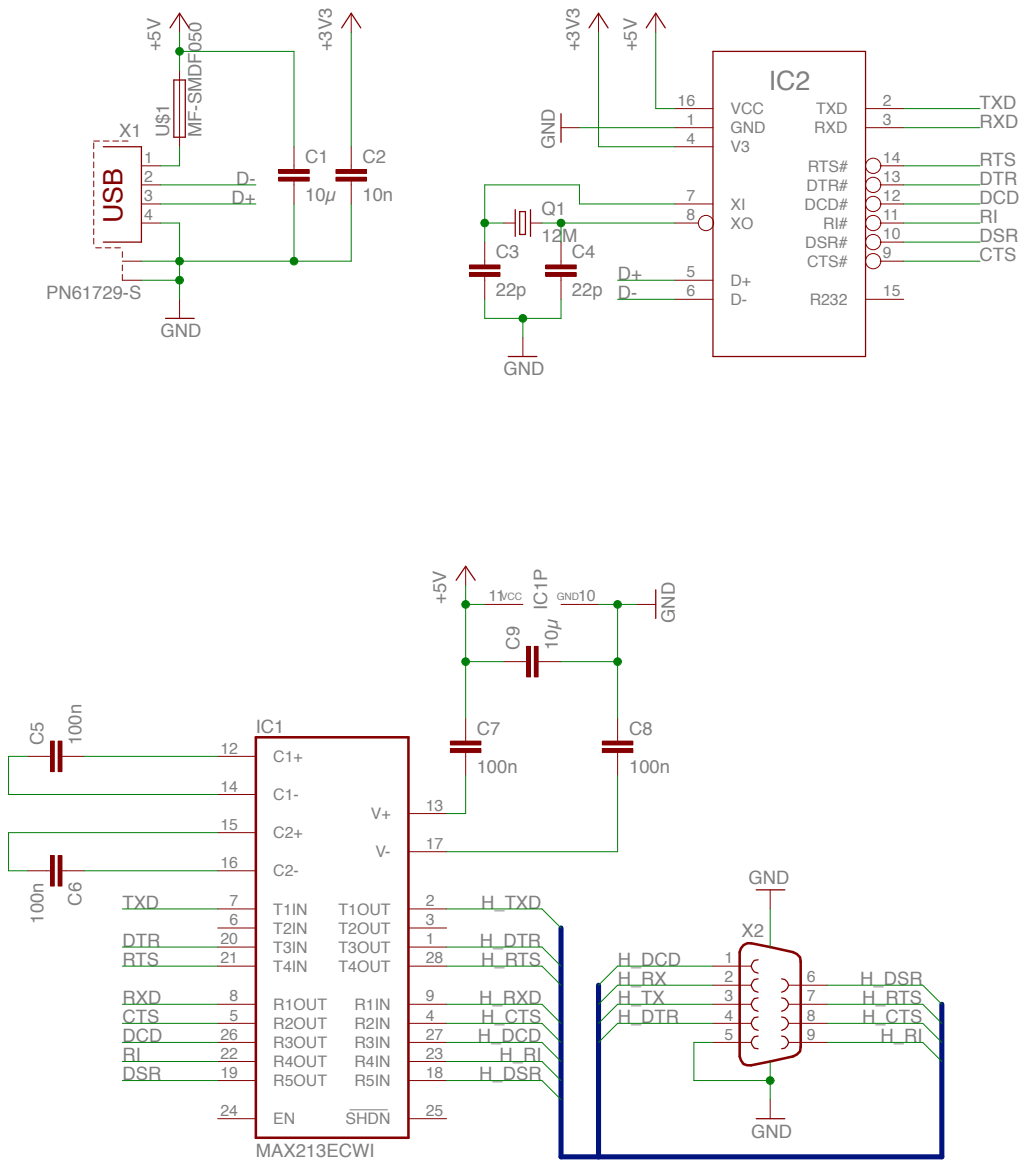 +5V
+3V3
+3V3
+5V
U$1
MF-SMDF050
X1
USB
1
2
3
4
D-
D+
C1
10µ
C2
10n
PN61729-S
GND
IC2
GND
16 VCC TXD 2 TXD
1 GND RXD 3 RXD
4 V3
RTS# 14 RTS
DTR# 13 DTR
7 XI DCD# 12 DCD
8 XO RI# 11 RI
DSR# 10 DSR
CTS# 9 CTS
Q1
12M
C3
22p
C4
22p
D+ 5 D+
D- 6 D- R232 15
GND
+5V
11 VCC IC1P GND 10
GND
C9
10µ
C7
100n
C8
100n
C5
100n
IC1
12 C1+
14 C1-
V+ 13
15 C2+
V- 17
16 C2-
100n
C6
TXD 7 T1IN T1OUT 2 H_TXD
6 T2IN T2OUT 3
DTR 20 T3IN T3OUT 1 H_DTR
RTS 21 T4IN T4OUT 28 H_RTS
RXD 8 R1OUT R1IN 9 H_RXD
CTS 5 R2OUT R2IN 4 H_CTS
DCD 26 R3OUT R3IN 27 H_DCD
RI 22 R4OUT R4IN 23 H_RI
DSR 19 R5OUT R5IN 18 H_DSR
24 EN SHDN 25
MAX213ECWI
GND
X2
H_DCD 1
H_RX 2 6 H_DSR
H_TX 3 7 H_RTS
H_DTR 4 8 H_CTS
5 9 H_RI
GND